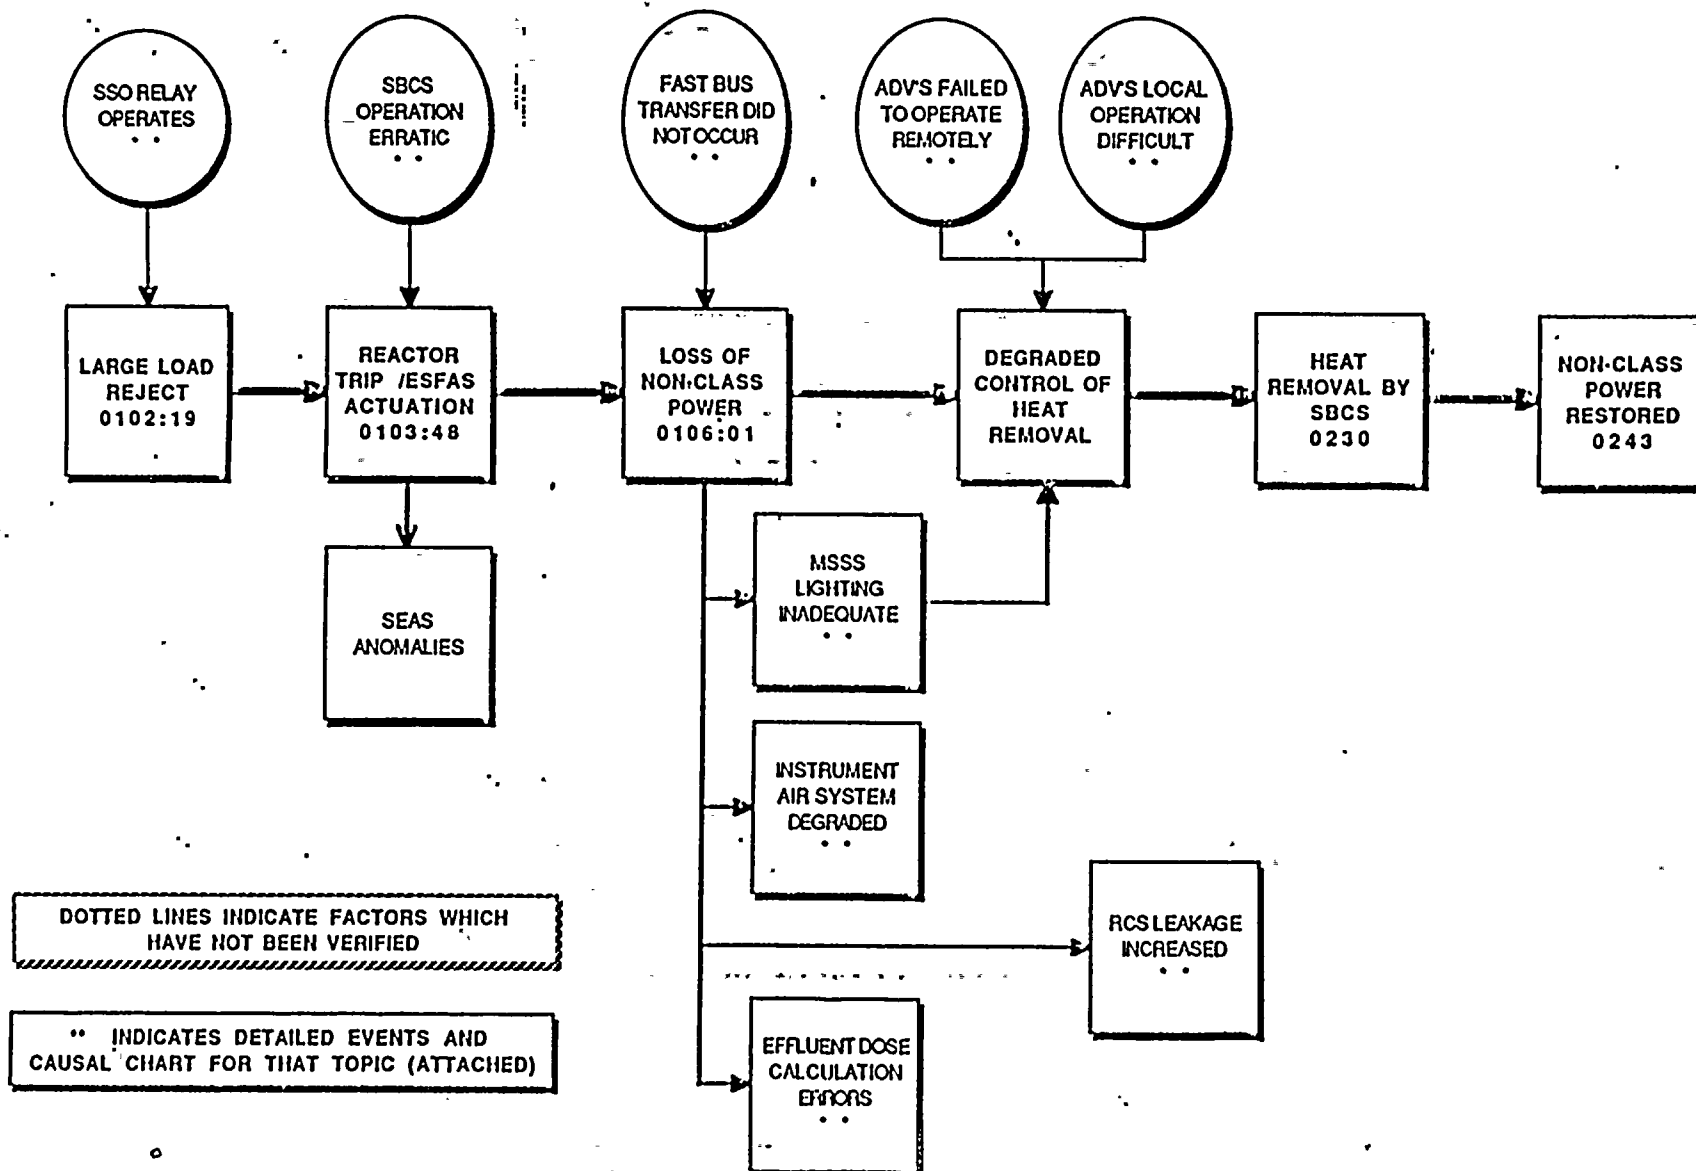 SSO RELAY
OPERATES
• •
SBCS
OPERATION
ERRATIC
• •
FAST BUS
TRANSFER DID
NOT OCCUR
• •
ADV'S FAILED
TO OPERATE
REMOTELY
• •
ADV'S LOCAL
OPERATION
DIFFICULT
• •
LARGE LOAD
REJECT
0102:19
REACTOR
TRIP /ESFAS
ACTUATION
0103:48
LOSS OF
NON-CLASS
POWER
0106:01
DEGRADED
CONTROL OF
HEAT
REMOVAL
HEAT
REMOVAL BY
SBCS
0230
NON-CLASS
POWER
RESTORED
0243
SEAS
ANOMALIES
MSSS
LIGHTING
INADEQUATE
• •
INSTRUMENT
AIR SYSTEM
DEGRADED
• •
RCS LEAKAGE
INCREASED
• •
EFFLUENT DOSE
CALCULATION
ERRORS
• •
DOTTED LINES INDICATE FACTORS WHICH
HAVE NOT BEEN VERIFIED
•• INDICATES DETAILED EVENTS AND
CAUSAL CHART FOR THAT TOPIC (ATTACHED)